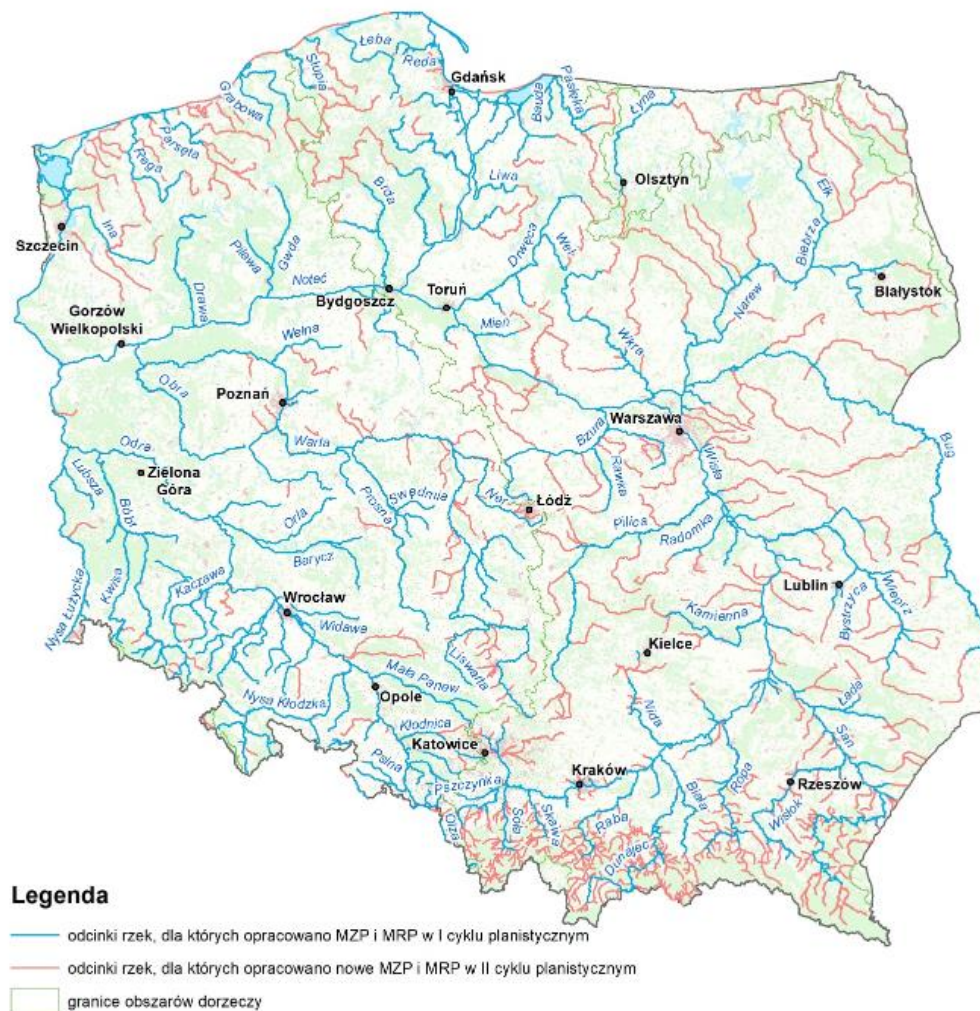 Łeba
Reda
Słupia
Gdańsk
Pasłęka
Bauda
Łyna
Grabowa
Parsęta
Rega
Liwa
Olsztyn
Ełk
Brda
Szczecin
Ina
Piława
Gwda
Drwęca
Wel
Biebrza
Drawa
Noteć
Toruń
Białystok
Bydgoszcz
Narew
Gorzów
Wielkopolski
Mień
Wełna
Wkra
Obra
Poznań
Warszawa
Bzura
Odra
Warta
Wisła
Bug
Zielona
Góra
Lubsza
Rawka
Bóbr
Prosna
Swędrnia
Ner
Łódź
Orla
Pilica
Radomka
Barycz
Kaczawa
Kwisa
Nysa Łużycka
Wrocław
Lublin
Bystrzyca
Wieprz
Kamienna
Widawa
Kielce
Liswarta
Mała Panew
Opole
Nysa Kłodzka
Nida
Łada
Kłodnica
San
Katowice
Psina
Pszczynka
Kraków
Ropa
Rzeszów
Wisłok
Olza
Soła
Skawa
Raba
Biała
Dunajec
Legenda
odcinki rzek, dla których opracowano MZP i MRP w I cyklu planistycznym
odcinki rzek, dla których opracowano nowe MZP i MRP w II cyklu planistycznym
granice obszarów dorzeczy